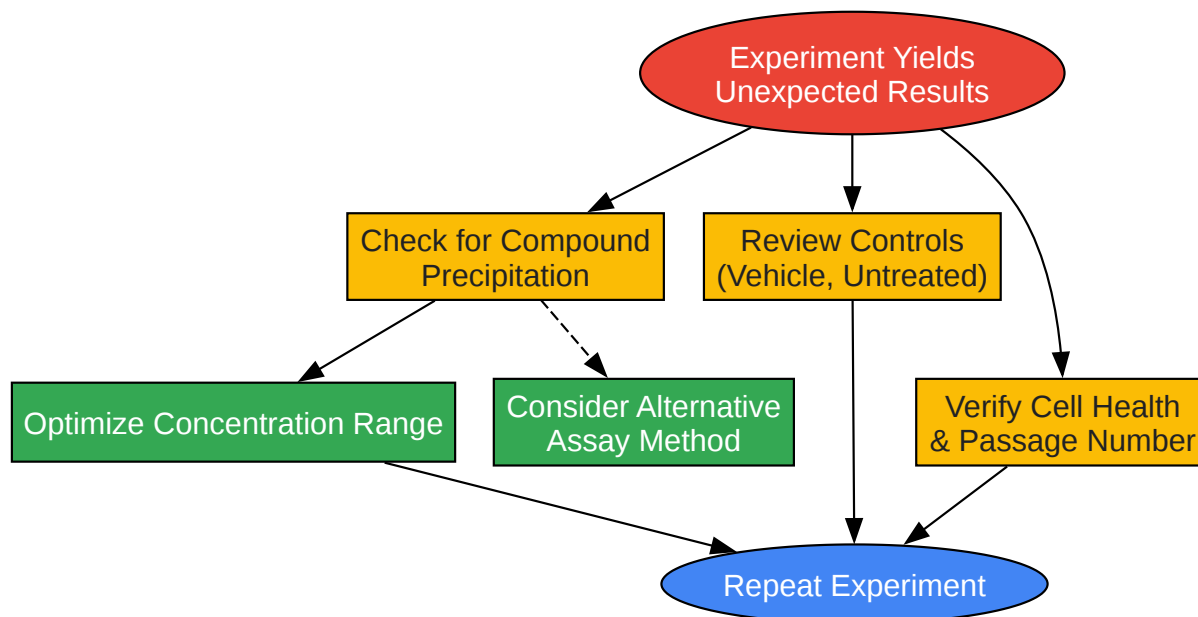 Experiment Yields
Unexpected Results
Check for Compound
Precipitation
Review Controls
(Vehicle, Untreated)
Optimize Concentration Range
Consider Alternative
Assay Method
Verify Cell Health
& Passage Number
Repeat Experiment